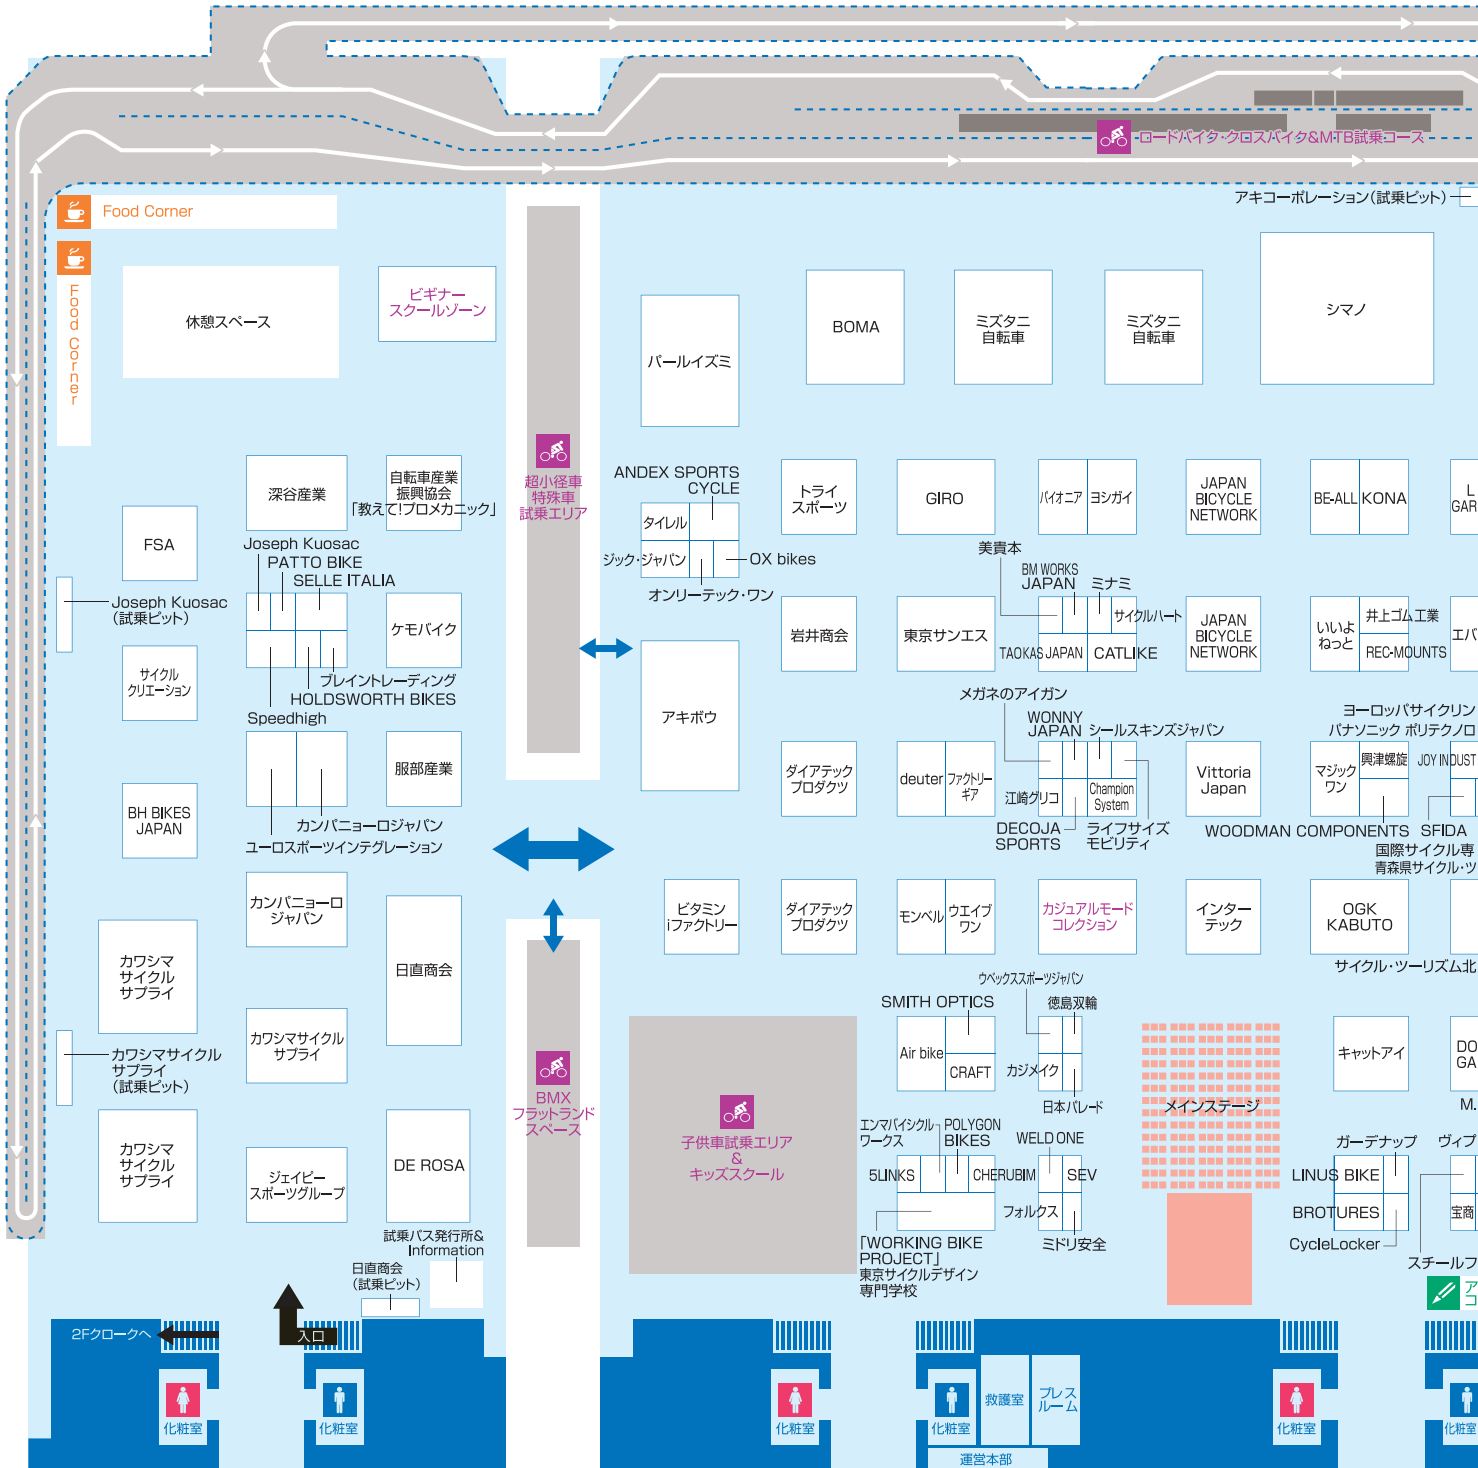 ロードバイク・クロスバイク&MTB試乗コース
アキコーポレーション(試乗ピット)
Food Corner
Food Corner
休憩スペース
ビギナー
スクールゾーン
パールイズミ
BOMA
ミズタニ
自転車
ミズタニ
自転車
シマノ
深谷産業
自転車産業
振興協会
「教えて!プロメカニック」
超小径車
特殊車
試乗エリア
ANDEX SPORTS
CYCLE
タイレル
ジック・ジャパン
OX bikes
オンリーテック・ワン
トライ
スポーツ
GIRO
パイオニア
ヨシガイ
JAPAN
BICYCLE
NETWORK
BE-ALL
KONA
L
GAR
FSA
Joseph Kuosac
PATTO BIKE
SELLE ITALIA
Joseph Kuosac
(試乗ピット)
ケモバイク
ブレイントレーディング
HOLDSWORTH BIKES
Speedhigh
サイクル
クリエーション
岩井商会
東京サンエス
美貴本
BM WORKS
JAPAN
ミナミ
サイクルハート
TAOKAS JAPAN
CATLIKE
JAPAN
BICYCLE
NETWORK
いいよ
ねっと
井上ゴム工業
REC-MOUNTS
エバ
アキボウ
BH BIKES
JAPAN
服部産業
カンパニョーロジャパン
ユーロスポーツインテグレーション
ダイアテック
プロダクツ
deuter
ファクトリー
ギア
メガネのアイガン
WONNY
JAPAN
シールスキンズジャパン
江崎グリコ
Champion
System
DECOJA
SPORTS
ライフサイズ
モビリティ
Vittoria
Japan
ヨーロッパサイクリン
パナソニック ポリテクノロ
マジック
ワン
興津螺旋
JOY INDUST
WOODMAN COMPONENTS
SFIDA
国際サイクル専
青森県サイクル・ツ
カンパニョーロ
ジャパン
日直商会
ビタミン
iファクトリー
ダイアテック
プロダクツ
モンベル
ウエイブ
ワン
カジュアルモード
コレクション
インター
テック
OGK
KABUTO
サイクル・ツーリズム北
カワシマ
サイクル
サプライ
カワシマサイクル
サプライ
カワシマサイクル
サプライ
(試乗ピット)
BMX
フラットランド
スペース
SMITH OPTICS
Air bike
CRAFT
ウベックススポーツジャパン
徳島双輪
カジメイク
日本パレード
メインステージ
キャットアイ
DO
GA
M.
カワシマ
サイクル
サプライ
ジェイピー
スポーツグループ
DE ROSA
子供車試乗エリア
&
キッズスクール
エンマバイシクル
ワークス
POLYGON
BIKES
5LINKS
CHERUBIM
「WORKING BIKE
PROJECT」
東京サイクルデザイン
専門学校
WELD ONE
SEV
フォルクス
ミドリ安全
ガーデナップ
LINUS BIKE
BROTURES
CycleLocker
ヴィプ
宝商
スチールフ
ア
コ
試乗パス発行所&
Information
日直商会
(試乗ピット)
2Fクロークへ
入口
化粧室
化粧室
化粧室
化粧室
救護室
プレス
ルーム
運営本部
化粧室
化粧室